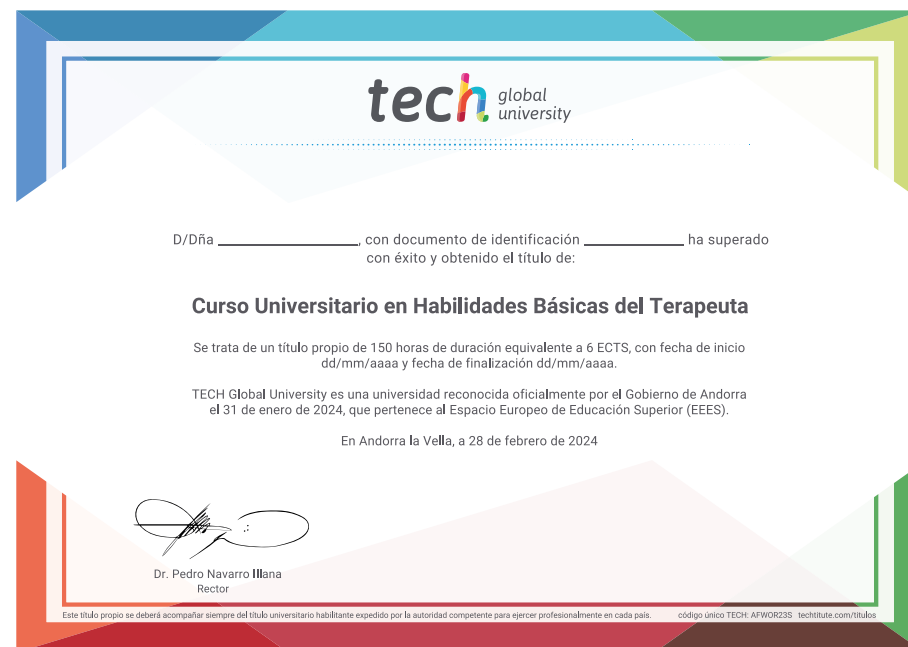 tech global
university
D/Dña ______________, con documento de identificación __________ ha superado
con éxito y obtenido el título de:
Curso Universitario en Habilidades Básicas del Terapeuta
Se trata de un título propio de 150 horas de duración equivalente a 6 ECTS, con fecha de inicio
dd/mm/aaaa y fecha de finalización dd/mm/aaaa.
TECH Global University es una universidad reconocida oficialmente por el Gobierno de Andorra
el 31 de enero de 2024, que pertenece al Espacio Europeo de Educación Superior (EEES).
En Andorra la Vella, a 28 de febrero de 2024
Dr. Pedro Navarro Illana
Rector
Este título propio se deberá acompañar siempre del título universitario habilitante expedido por la autoridad competente para ejercer profesionalmente en cada país. código único TECH: AFWOR23S techtitute.com/titulos